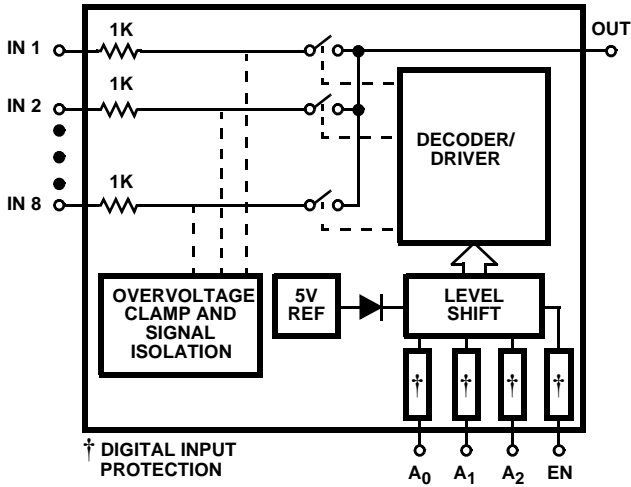 OUT
IN 1
1K
IN 2
1K
IN 8
1K
DECODER/
DRIVER
OVERVOLTAGE
CLAMP AND
SIGNAL
ISOLATION
5V
REF
LEVEL
SHIFT
† † † †
† DIGITAL INPUT
PROTECTION
A0 A1 A2 EN